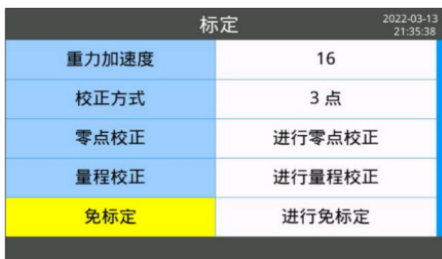 标定
2022-03-13
21:35:38
重力加速度 16
校正方式 3 点
零点校正 进行零点校正
量程校正 进行量程校正
免标定 进行免标定